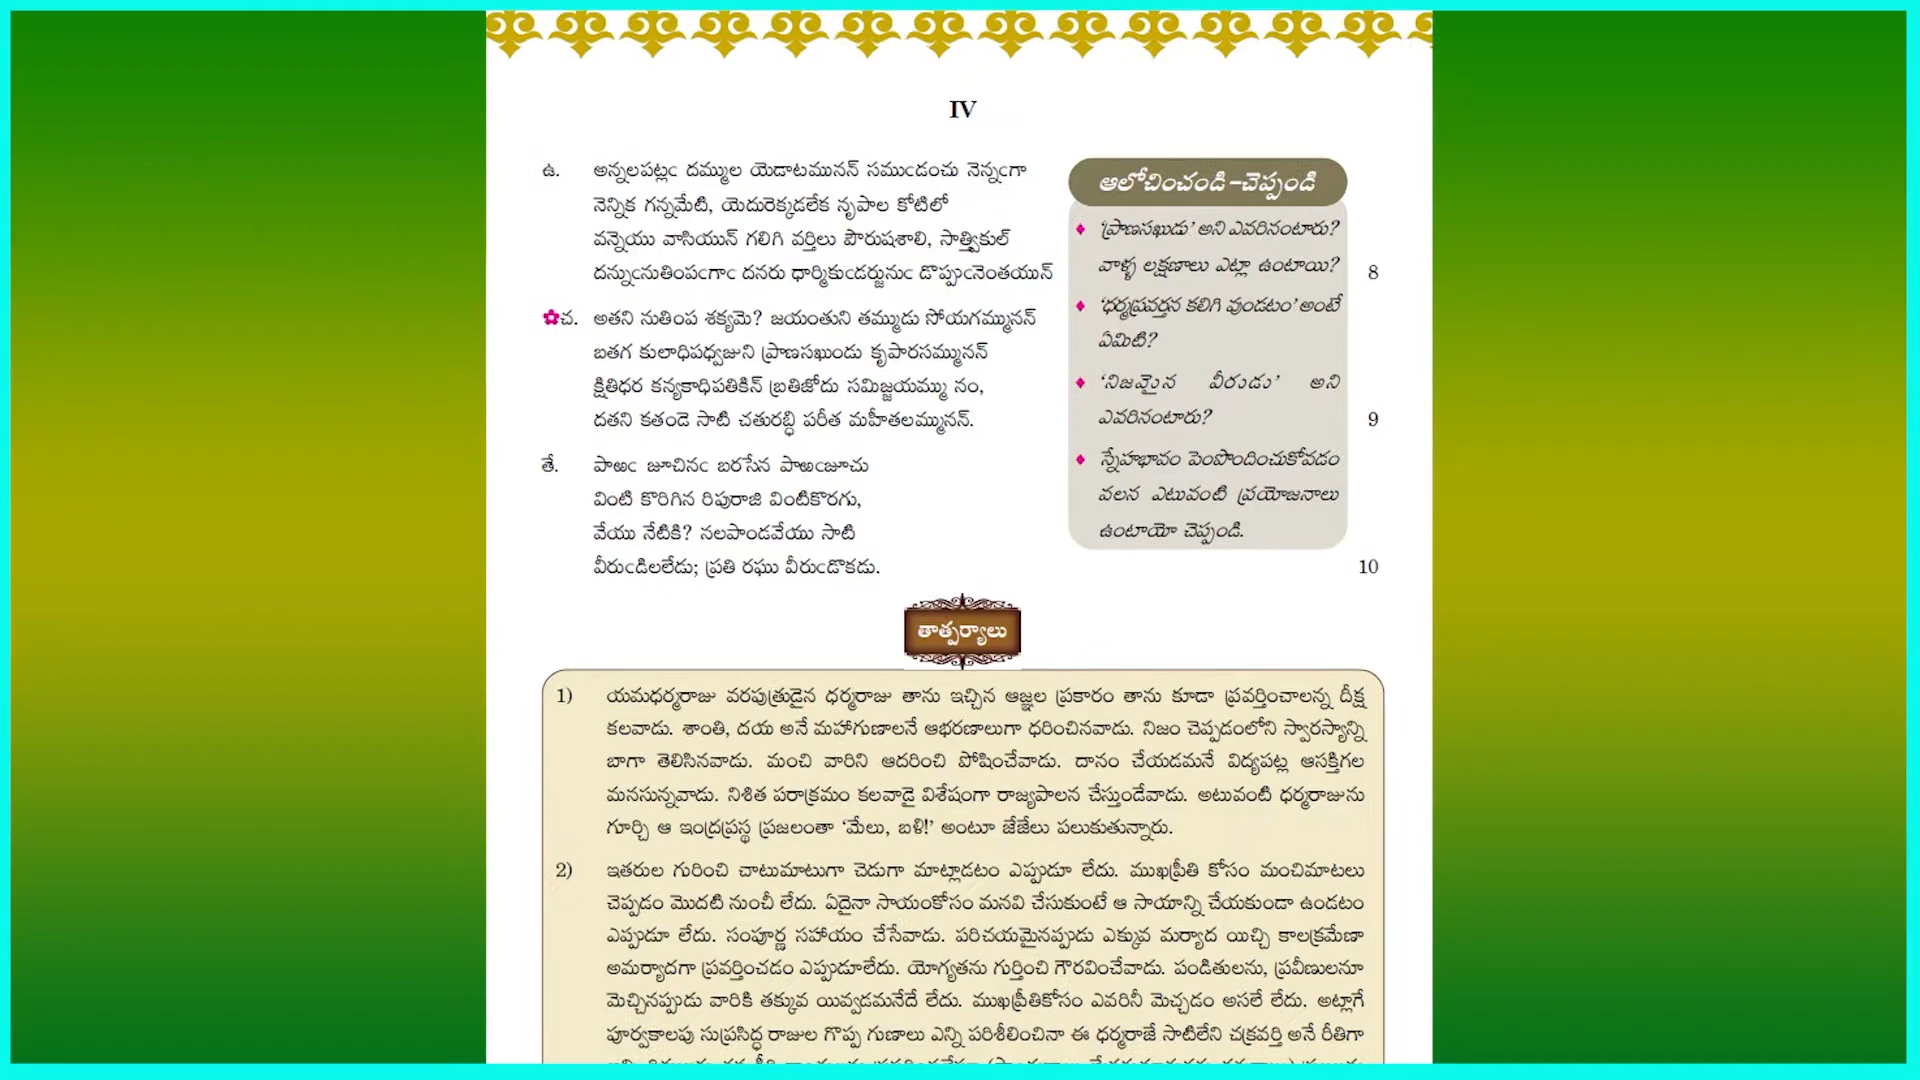 IV
ఉ. అన్నలపట్లఁ దమ్ముల యెడాటమునన్ సముఁడంచు నెన్నఁగా
నెన్నిక గన్నమేటి, యెదురెక్కడలేక నృపాల కోటిలో
వన్నెయు వాసియున్ గలిగి వర్తిలు పౌరుషశాలి, సాత్త్వికుల్
దన్నుఁనుతింపఁగాఁ దనరు ధార్మికుఁడర్జునుఁ డొప్పుఁనెంతయున్ 8
✿చ. అతని నుతింప శక్యమె? జయంతుని తమ్ముడు సోయగమ్మునన్
బతగ కులాధిపధ్వజుని ప్రాణసఖుండు కృపారసమ్మునన్
క్షితిధర కన్యకాధిపతికిన్ బ్రతిజోదు సమిజ్జయమ్ము నం,
దతని కతండె సాటి చతురబ్ధి పరీత మహీతలమ్మునన్. 9
తే. పాఱఁ జూచినఁ బరసేన పాఱఁజూచు
వింటి కొరిగిన రిపురాజి వింటికొరగు,
వేయు నేటికి? నలపాండవేయు సాటి
వీరుఁడిలలేడు; ప్రతి రఘు వీరుఁడొకడు. 10
ఆలోచించండి-చెప్పండి
♦ 'ప్రాణసఖుడు' అని ఎవరినంటారు?
వాళ్ళ లక్షణాలు ఎట్లా ఉంటాయి?
♦ 'ధర్మప్రవర్తన కలిగి వుండటం' అంటే
ఏమిటి?
♦ 'నిజమైన వీరుడు' అని
ఎవరినంటారు?
♦ స్నేహభావం పెంపొందించుకోవడం
వలన ఎటువంటి ప్రయోజనాలు
ఉంటాయో చెప్పండి.
తాత్పర్యాలు
1) యమధర్మరాజు వరపుత్రుడైన ధర్మరాజు తాను ఇచ్చిన ఆజ్ఞల ప్రకారం తాను కూడా ప్రవర్తించాలన్న దీక్ష
కలవాడు. శాంతి, దయ అనే మహాగుణాలనే ఆభరణాలుగా ధరించినవాడు. నిజం చెప్పడంలోని స్వారస్యాన్ని
బాగా తెలిసినవాడు. మంచి వారిని ఆదరించి పోషించేవాడు. దానం చేయడమనే విద్యపట్ల ఆసక్తిగల
మనసున్నవాడు. నిశిత పరాక్రమం కలవాడై విశేషంగా రాజ్యపాలన చేస్తుండేవాడు. అటువంటి ధర్మరాజును
గూర్చి ఆ ఇంద్రప్రస్థ ప్రజలంతా 'మేలు, బళి!' అంటూ జేజేలు పలుకుతున్నారు.
2) ఇతరుల గురించి చాటుమాటుగా చెడుగా మాట్లాడటం ఎప్పుడూ లేదు. ముఖప్రీతి కోసం మంచిమాటలు
చెప్పడం మొదటి నుంచీ లేదు. ఏదైనా సాయంకోసం మనవి చేసుకుంటే ఆ సాయాన్ని చేయకుండా ఉండటం
ఎప్పుడూ లేదు. సంపూర్ణ సహాయం చేసేవాడు. పరిచయమైనప్పుడు ఎక్కువ మర్యాద యిచ్చి కాలక్రమేణా
అమర్యాదగా ప్రవర్తించడం ఎప్పుడూలేదు. యోగ్యతను గుర్తించి గౌరవించేవాడు. పండితులను, ప్రవీణులనూ
మెచ్చినప్పుడు వారికి తక్కువ యివ్వడమనేదే లేదు. ముఖప్రీతికోసం ఎవరినీ మెచ్చడం అసలే లేదు. అట్లాగే
పూర్వకాలపు సుప్రసిద్ధ రాజుల గొప్ప గుణాలు ఎన్ని పరిశీలించినా ఈ ధర్మరాజే సాటిలేని చక్రవర్తి అనే రీతిగా